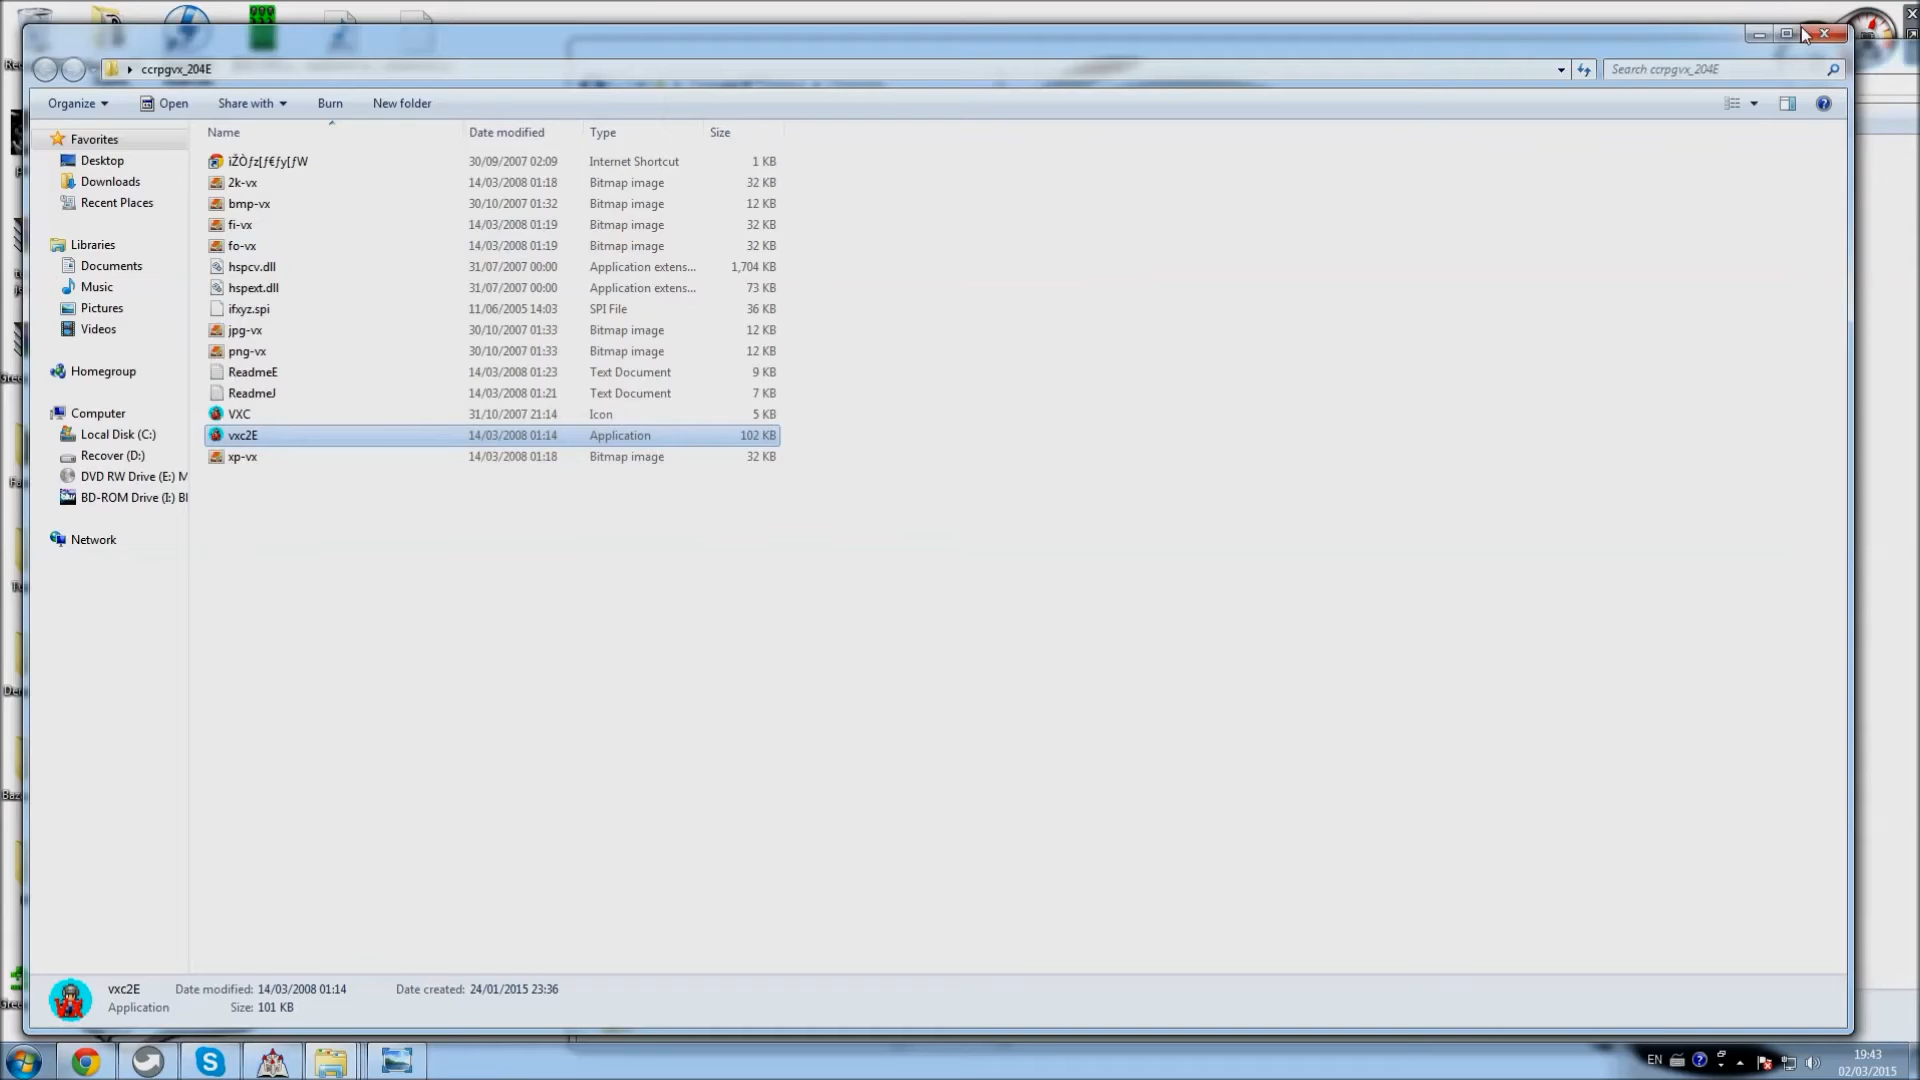 ccrpgvx_204E
Search ccrpgvx_204E
Organize Open Share with Burn New folder
Name Date modified Type Size
Favorites
Desktop
Downloads
Recent Places
Libraries
Documents
Music
Pictures
Videos
Homegroup
Computer
Local Disk (C:)
Recover (D:)
DVD RW Drive (E:) M
BD-ROM Drive (I:) Bl
Network
ìŽÒƒz[ƒ€ƒy[ƒW 30/09/2007 02:09 Internet Shortcut 1 KB
2k-vx 14/03/2008 01:18 Bitmap image 32 KB
bmp-vx 30/10/2007 01:32 Bitmap image 12 KB
fi-vx 14/03/2008 01:19 Bitmap image 32 KB
fo-vx 14/03/2008 01:19 Bitmap image 32 KB
hspcv.dll 31/07/2007 00:00 Application extens... 1,704 KB
hspext.dll 31/07/2007 00:00 Application extens... 73 KB
ifxyz.spi 11/06/2005 14:03 SPI File 36 KB
jpg-vx 30/10/2007 01:33 Bitmap image 12 KB
png-vx 30/10/2007 01:33 Bitmap image 12 KB
ReadmeE 14/03/2008 01:23 Text Document 9 KB
ReadmeJ 14/03/2008 01:21 Text Document 7 KB
VXC 31/10/2007 21:14 Icon 5 KB
vxc2E 14/03/2008 01:14 Application 102 KB
xp-vx 14/03/2008 01:18 Bitmap image 32 KB
vxc2E Date modified: 14/03/2008 01:14 Date created: 24/01/2015 23:36
Application Size: 101 KB
EN
19:43
02/03/2015